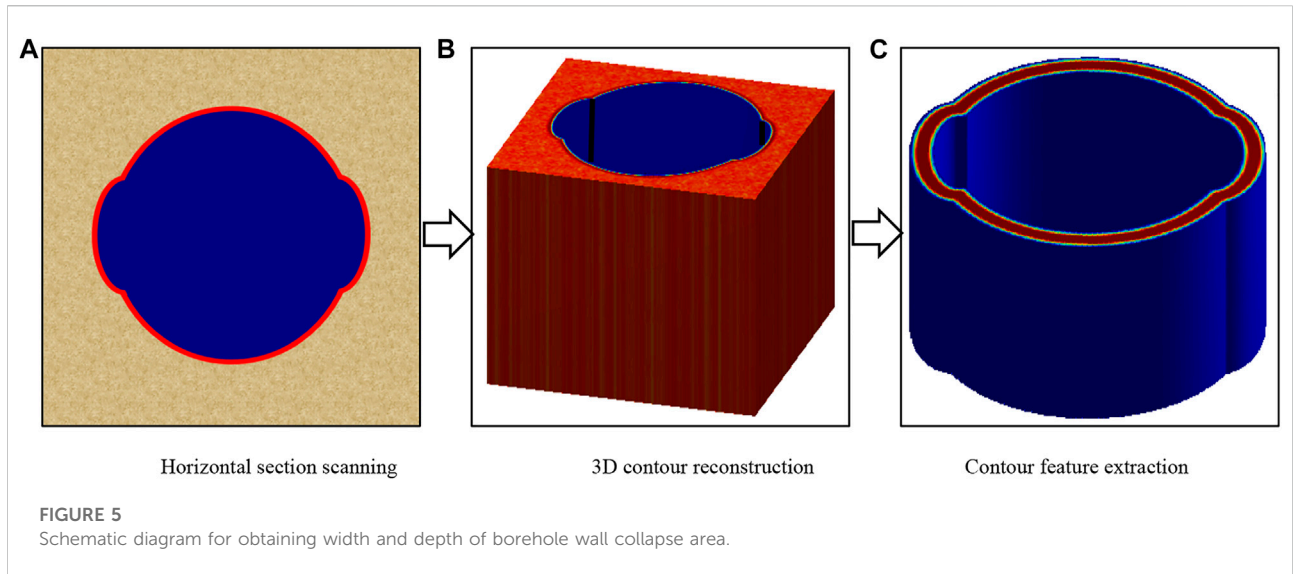 A
B
C
Horizontal section scanning
3D contour reconstruction
Contour feature extraction
FIGURE 5
Schematic diagram for obtaining width and depth of borehole wall collapse area.